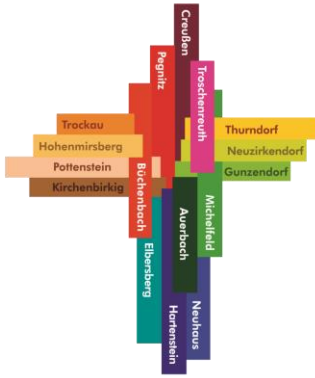 Creußen
Pegnitz
Troschenreuth
Trockau
Thurndorf
Hohenmirsberg
Neuzirkendorf
Pottenstein
Gunzendorf
Kirchenbirkig
Büchenbach
Auerbach
Michelfeld
Elbersberg
Hartenstein
Neuhaus